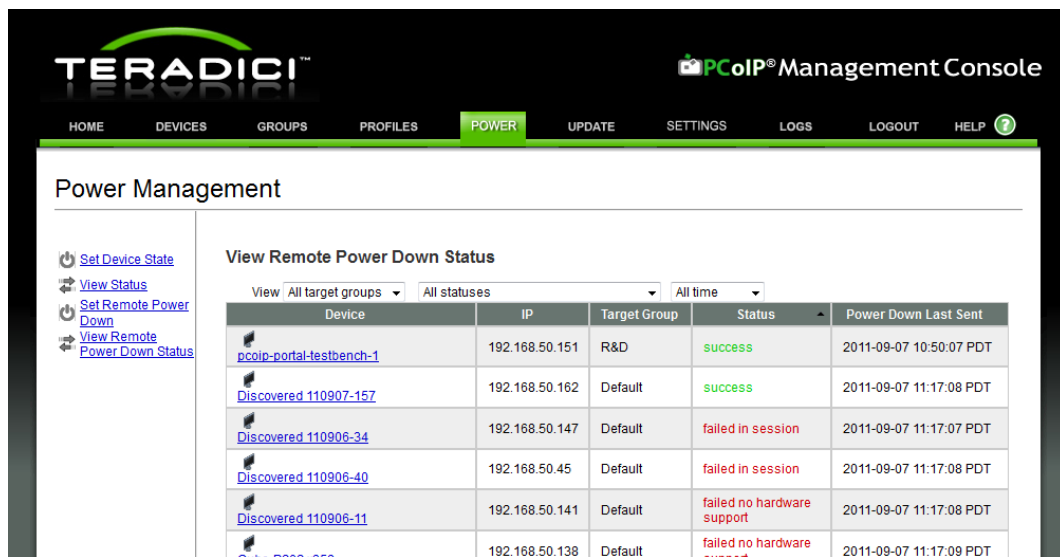 TERADICI™
PCoIP® Management Console
HOME DEVICES GROUPS PROFILES POWER UPDATE SETTINGS LOGS LOGOUT HELP ?
Power Management
Set Device State
View Status
Set Remote Power
Down
View Remote
Power Down Status
View Remote Power Down Status
View All target groups All statuses All time
Device IP Target Group Status Power Down Last Sent
pcoip-portal-testbench-1 192.168.50.151 R&D success 2011-09-07 10:50:07 PDT
Discovered 110907-157 192.168.50.162 Default success 2011-09-07 11:17:08 PDT
Discovered 110906-34 192.168.50.147 Default failed in session 2011-09-07 11:17:07 PDT
Discovered 110906-40 192.168.50.45 Default failed in session 2011-09-07 11:17:08 PDT
Discovered 110906-11 192.168.50.141 Default failed no hardware
support 2011-09-07 11:17:08 PDT
192.168.50.138 Default failed no hardware
support 2011-09-07 11:17:09 PDT